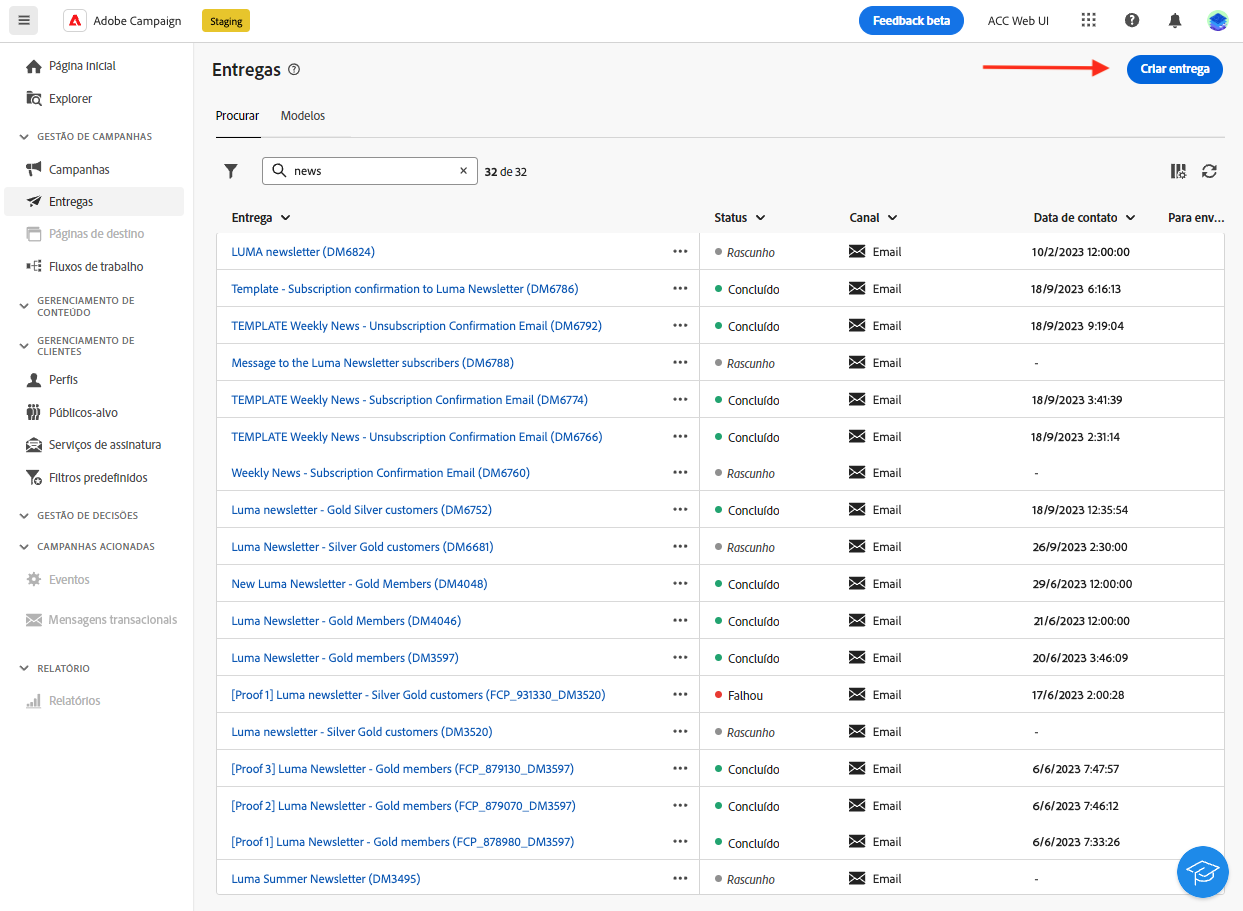 Adobe Campaign
Staging
Feedback beta
ACC Web UI
Página inicial
Explorer
GESTÃO DE CAMPANHAS
Campanhas
Entregas
Páginas de destino
Fluxos de trabalho
GERENCIAMENTO DE
CONTEÚDO
GERENCIAMENTO DE
CLIENTES
Perfis
Públicos-alvo
Serviços de assinatura
Filtros predefinidos
GESTÃO DE DECISÕES
CAMPANHAS ACIONADAS
Eventos
Mensagens transacionais
RELATÓRIO
Relatórios
Entregas
Criar entrega
Procurar Modelos
news 32 de 32
Entrega Status Canal Data de contato Para env...
LUMA newsletter (DM6824) Rascunho Email 10/2/2023 12:00:00
Template - Subscription confirmation to Luma Newsletter (DM6786) Concluído Email 18/9/2023 6:16:13
TEMPLATE Weekly News - Unsubscription Confirmation Email (DM6792) Concluído Email 18/9/2023 9:19:04
Message to the Luma Newsletter subscribers (DM6788) Rascunho Email -
TEMPLATE Weekly News - Subscription Confirmation Email (DM6774) Concluído Email 18/9/2023 3:41:39
TEMPLATE Weekly News - Unsubscription Confirmation Email (DM6766) Concluído Email 18/9/2023 2:31:14
Weekly News - Subscription Confirmation Email (DM6760) Rascunho Email -
Luma newsletter - Gold Silver customers (DM6752) Concluído Email 18/9/2023 12:35:54
Luma Newsletter - Silver Gold customers (DM6681) Rascunho Email 26/9/2023 2:30:00
New Luma Newsletter - Gold Members (DM4048) Concluído Email 29/6/2023 12:00:00
Luma Newsletter - Gold Members (DM4046) Concluído Email 21/6/2023 12:00:00
Luma Newsletter - Gold members (DM3597) Concluído Email 20/6/2023 3:46:09
[Proof 1] Luma newsletter - Silver Gold customers (FCP_931330_DM3520) Falhou Email 17/6/2023 2:00:28
Luma newsletter - Silver Gold customers (DM3520) Rascunho Email -
[Proof 3] Luma Newsletter - Gold members (FCP_879130_DM3597) Concluído Email 6/6/2023 7:47:57
[Proof 2] Luma Newsletter - Gold members (FCP_879070_DM3597) Concluído Email 6/6/2023 7:46:12
[Proof 1] Luma Newsletter - Gold members (FCP_878980_DM3597) Concluído Email 6/6/2023 7:33:26
Luma Summer Newsletter (DM3495) Rascunho Email -